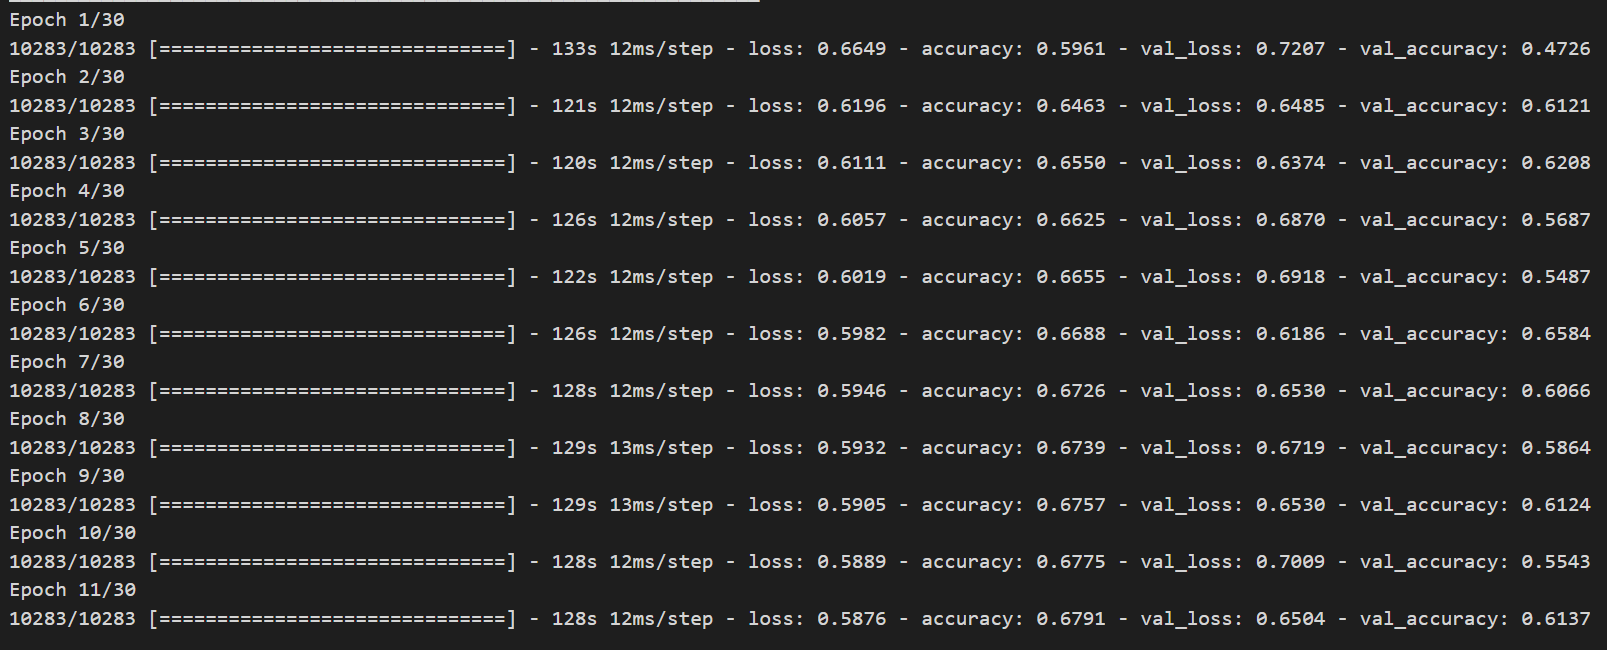 Epoch 1/30
10283/10283 [==============================] - 133s 12ms/step - loss: 0.6649 - accuracy: 0.5961 - val_loss: 0.7207 - val_accuracy: 0.4726
Epoch 2/30
10283/10283 [==============================] - 121s 12ms/step - loss: 0.6196 - accuracy: 0.6463 - val_loss: 0.6485 - val_accuracy: 0.6121
Epoch 3/30
10283/10283 [==============================] - 120s 12ms/step - loss: 0.6111 - accuracy: 0.6550 - val_loss: 0.6374 - val_accuracy: 0.6208
Epoch 4/30
10283/10283 [==============================] - 126s 12ms/step - loss: 0.6057 - accuracy: 0.6625 - val_loss: 0.6870 - val_accuracy: 0.5687
Epoch 5/30
10283/10283 [==============================] - 122s 12ms/step - loss: 0.6019 - accuracy: 0.6655 - val_loss: 0.6918 - val_accuracy: 0.5487
Epoch 6/30
10283/10283 [==============================] - 126s 12ms/step - loss: 0.5982 - accuracy: 0.6688 - val_loss: 0.6186 - val_accuracy: 0.6584
Epoch 7/30
10283/10283 [==============================] - 128s 12ms/step - loss: 0.5946 - accuracy: 0.6726 - val_loss: 0.6530 - val_accuracy: 0.6066
Epoch 8/30
10283/10283 [==============================] - 129s 13ms/step - loss: 0.5932 - accuracy: 0.6739 - val_loss: 0.6719 - val_accuracy: 0.5864
Epoch 9/30
10283/10283 [==============================] - 129s 13ms/step - loss: 0.5905 - accuracy: 0.6757 - val_loss: 0.6530 - val_accuracy: 0.6124
Epoch 10/30
10283/10283 [==============================] - 128s 12ms/step - loss: 0.5889 - accuracy: 0.6775 - val_loss: 0.7009 - val_accuracy: 0.5543
Epoch 11/30
10283/10283 [==============================] - 128s 12ms/step - loss: 0.5876 - accuracy: 0.6791 - val_loss: 0.6504 - val_accuracy: 0.6137